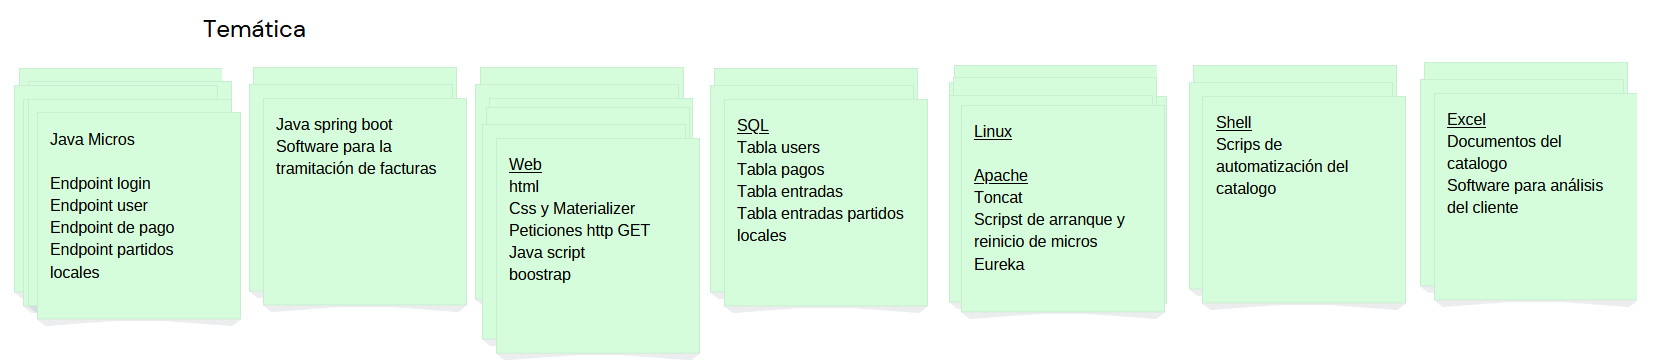 Temática
Java Micros
Endpoint login
Endpoint user
Endpoint de pago
Endpoint partidos
locales
Java spring boot
Software para la
tramitación de facturas
Web
html
Css y Materializer
Peticiones http GET
Java script
boostrap
SQL
Tabla users
Tabla pagos
Tabla entradas
Tabla entradas partidos
locales
Linux
Apache
Toncat
Scripst de arranque y
reinicio de micros
Eureka
Shell
Scrips de
automatización del
catalogo
Excel
Documentos del
catalogo
Software para análisis
del cliente